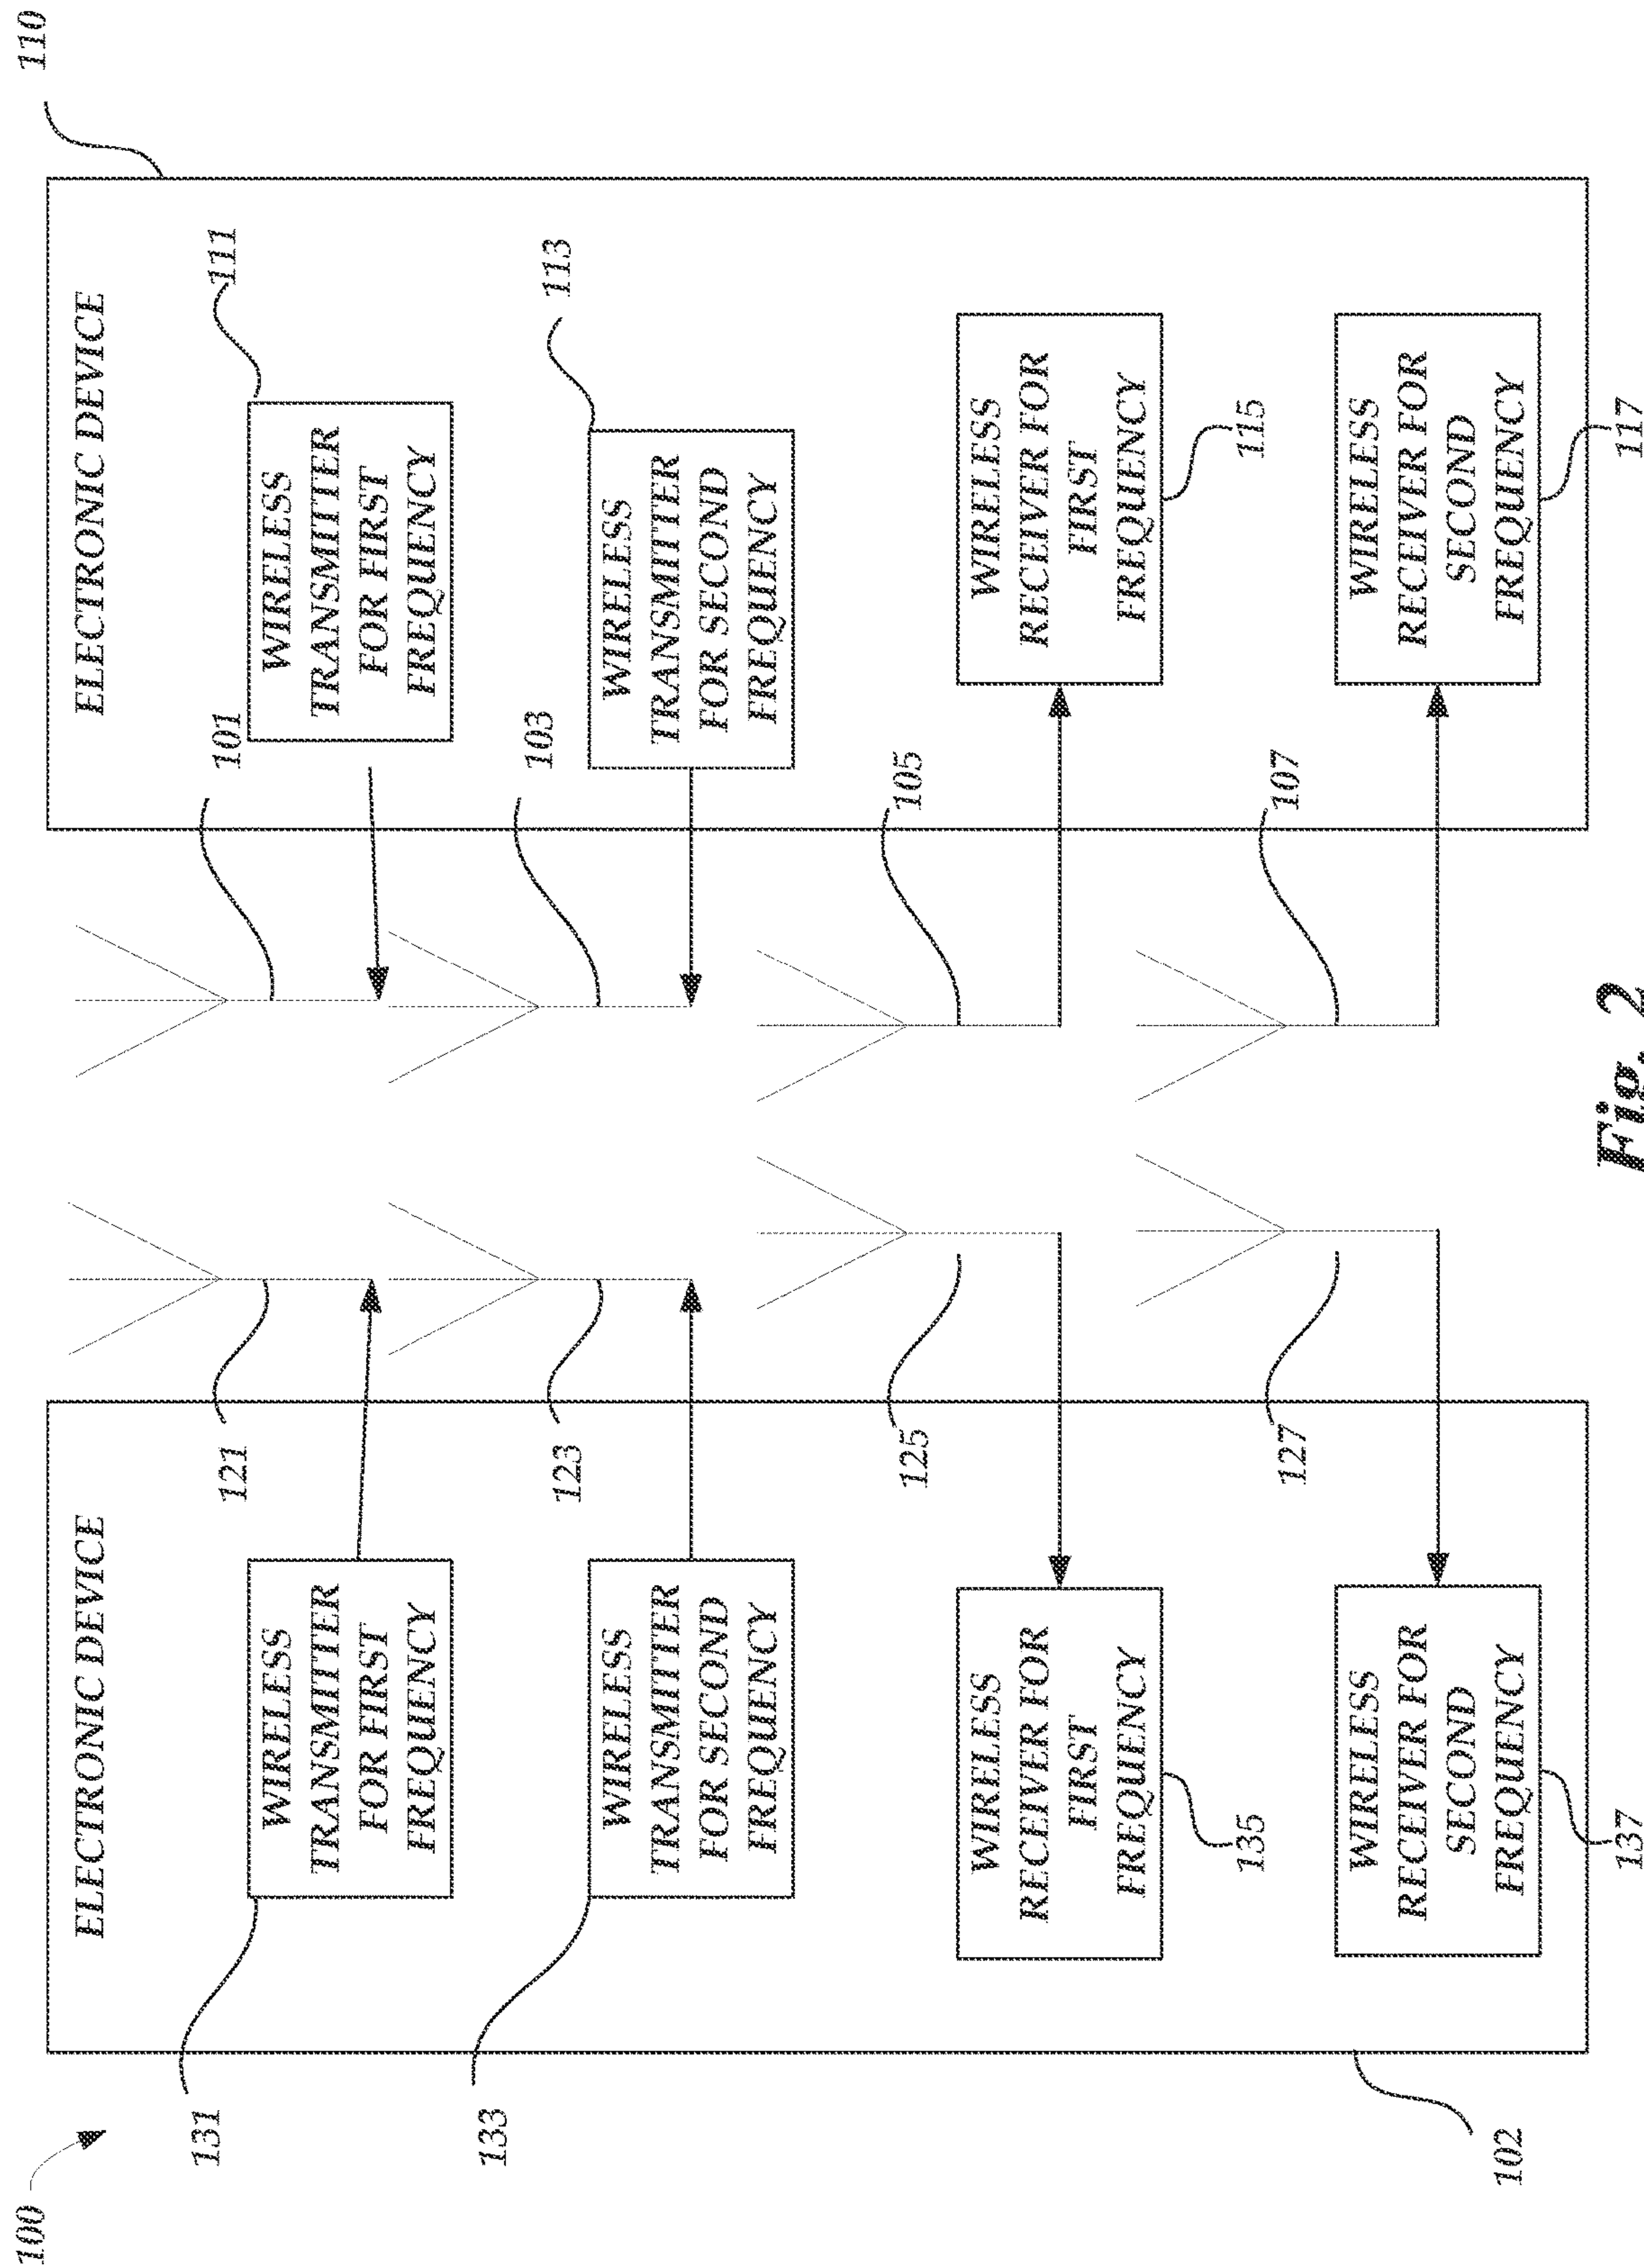 100
ELECTRONIC DEVICE
131
WIRELESS
TRANSMITTER
FOR FIRST
FREQUENCY
121
133
WIRELESS
TRANSMITTER
FOR SECOND
FREQUENCY
123
WIRELESS
RECEIVER FOR
FIRST
FREQUENCY
125
135
WIRELESS
RECEIVER FOR
SECOND
FREQUENCY
127
137
102
110
ELECTRONIC DEVICE
101
WIRELESS
TRANSMITTER
FOR FIRST
FREQUENCY
111
103
WIRELESS
TRANSMITTER
FOR SECOND
FREQUENCY
113
105
WIRELESS
RECEIVER FOR
FIRST
FREQUENCY
115
107
WIRELESS
RECEIVER FOR
SECOND
FREQUENCY
117
Fig. 2